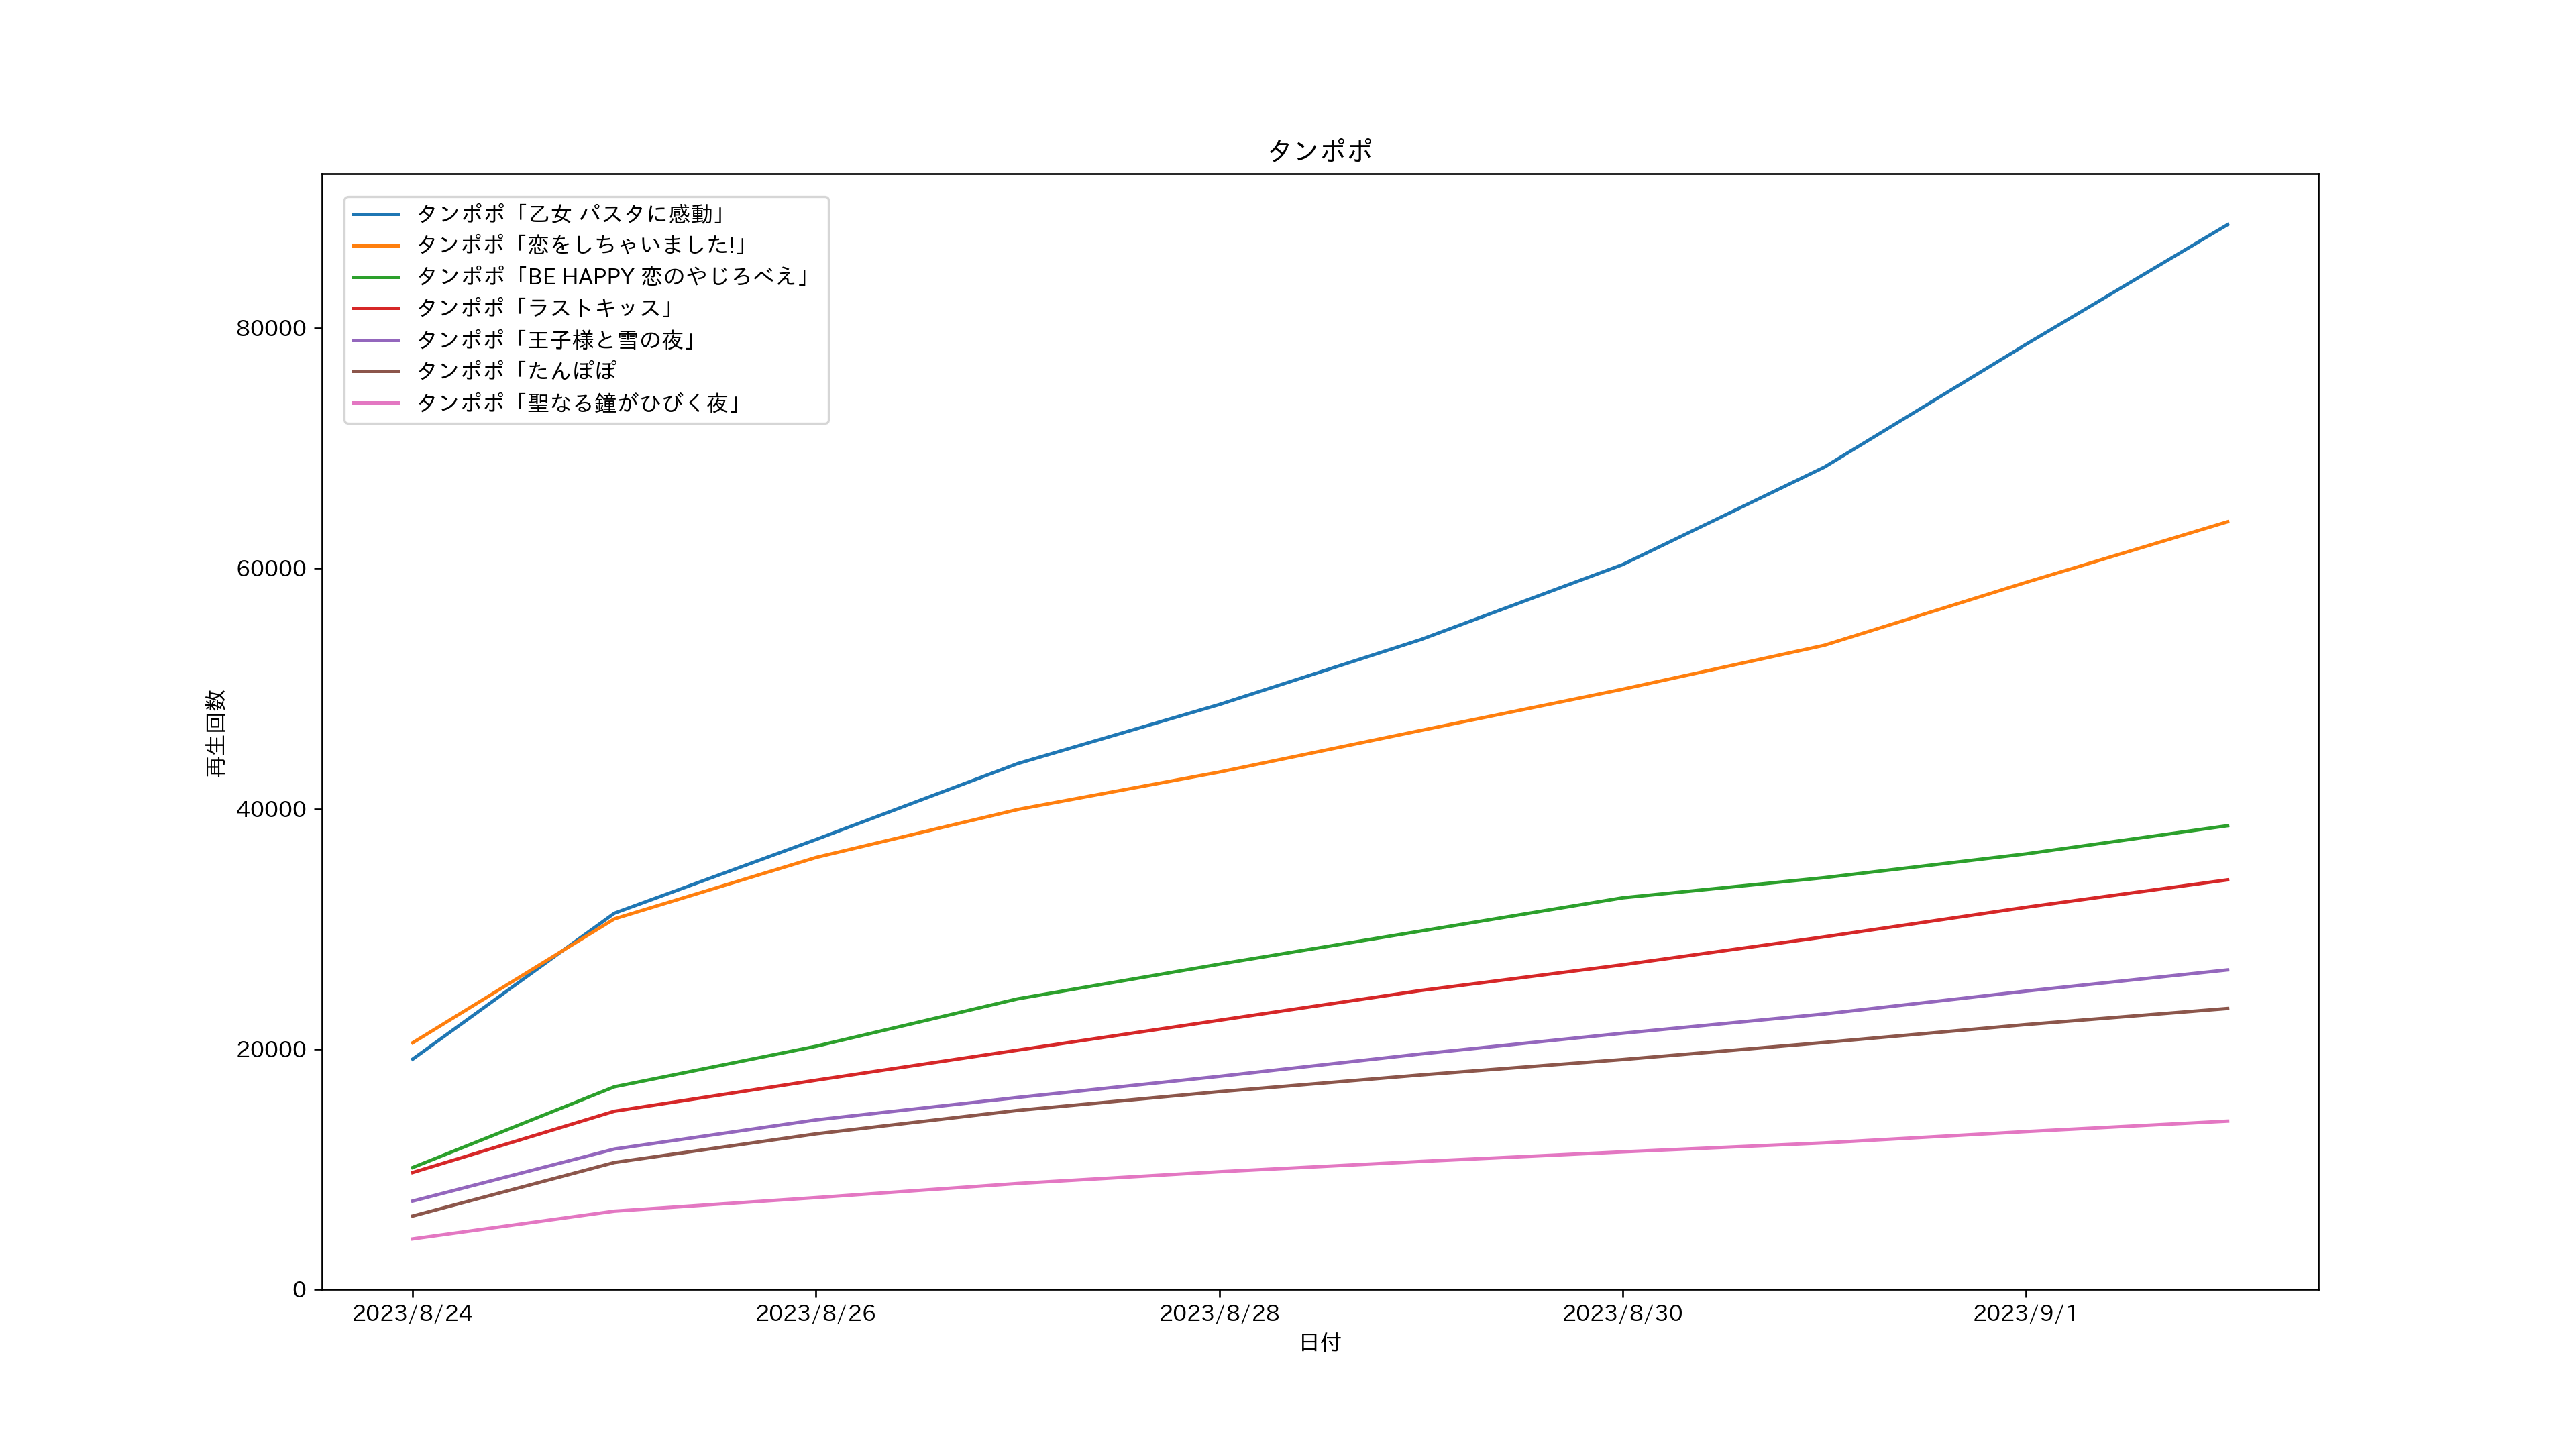 タンポポ
タンポポ「乙女 パスタに感動」
タンポポ「恋をしちゃいました!」
タンポポ「BE HAPPY 恋のやじろべえ」
タンポポ「ラストキッス」
タンポポ「王子様と雪の夜」
タンポポ「たんぽぽ
タンポポ「聖なる鐘がひびく夜」
再生回数
80000
60000
40000
20000
0
2023/8/24 2023/8/26 2023/8/28 2023/8/30 2023/9/1
日付